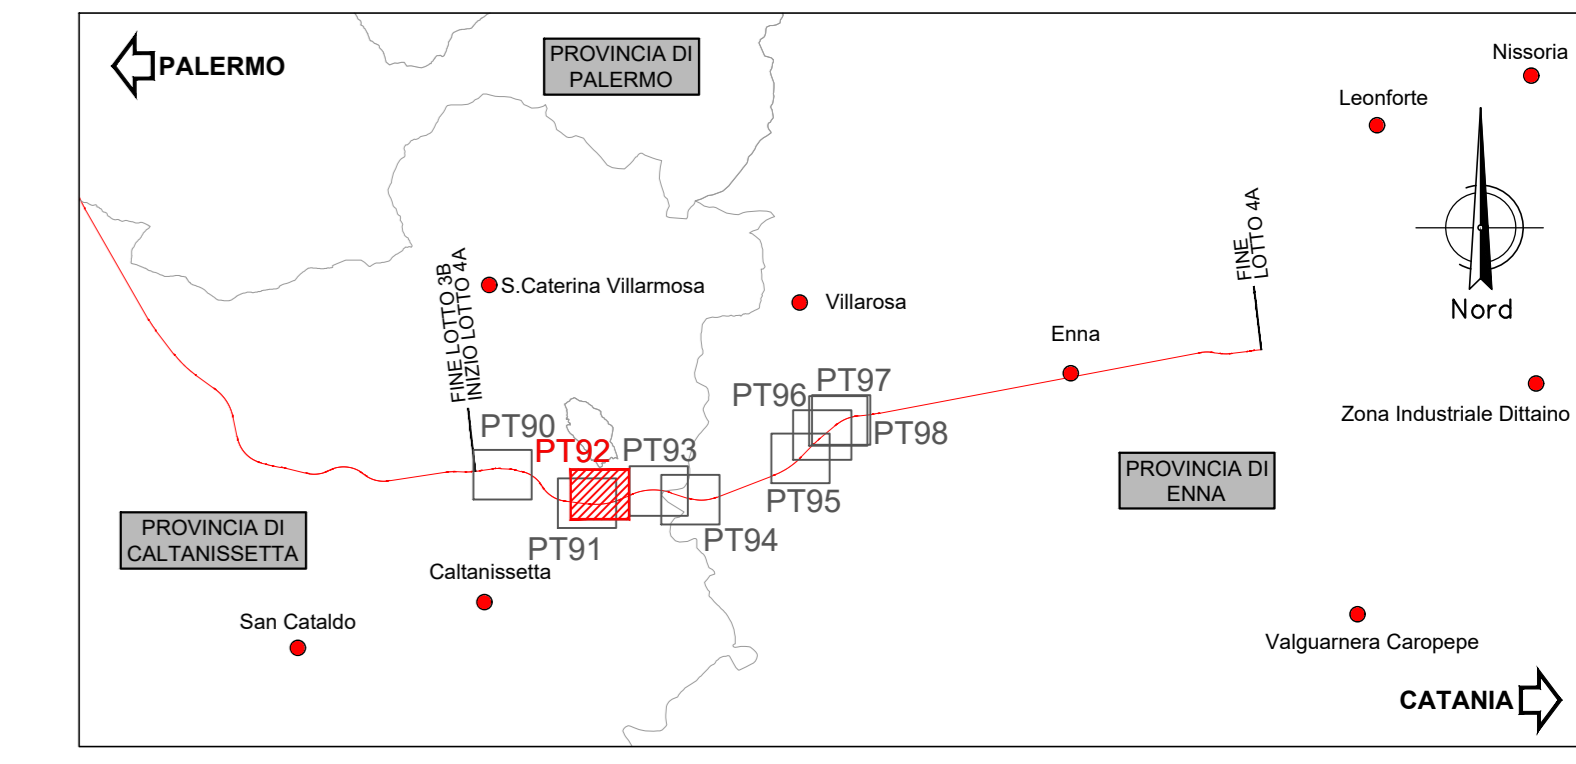 PALERMO
PROVINCIA DI
PALERMO
Nissoria
Leonforte
Nord
FINE
LOTTO 4A
FINE LOTTO 3B
INIZIO LOTTO 4A
S.Caterina Villarmosa
Villarosa
Enna
Zona Industriale Dittaino
PT90
PT92
PT93
PT96
PT97
PT98
PT95
PT91
PT94
PROVINCIA DI
ENNA
PROVINCIA DI
CALTANISSETTA
Caltanissetta
San Cataldo
Valguarnera Caropepe
CATANIA